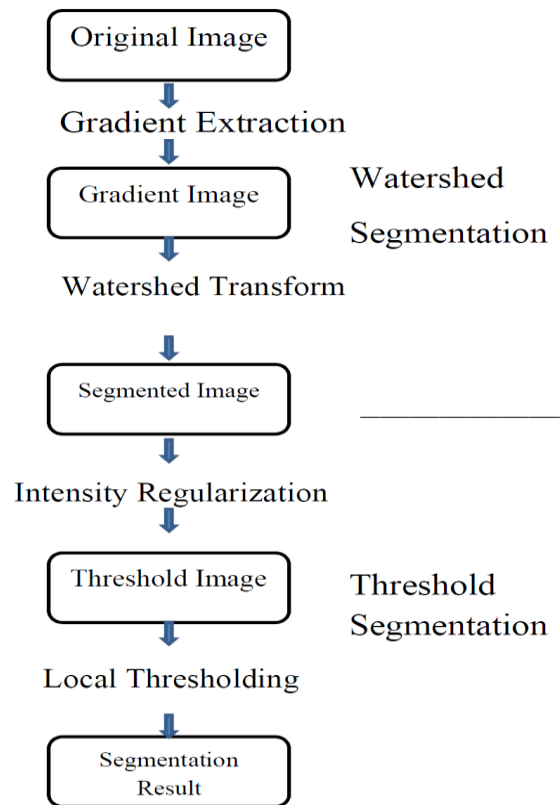 Original Image
Gradient Extraction
Gradient Image
Watershed
Segmentation
Watershed Transform
Segmented Image
Intensity Regularization
Threshold Image
Threshold
Segmentation
Local Thresholding
Segmentation
Result